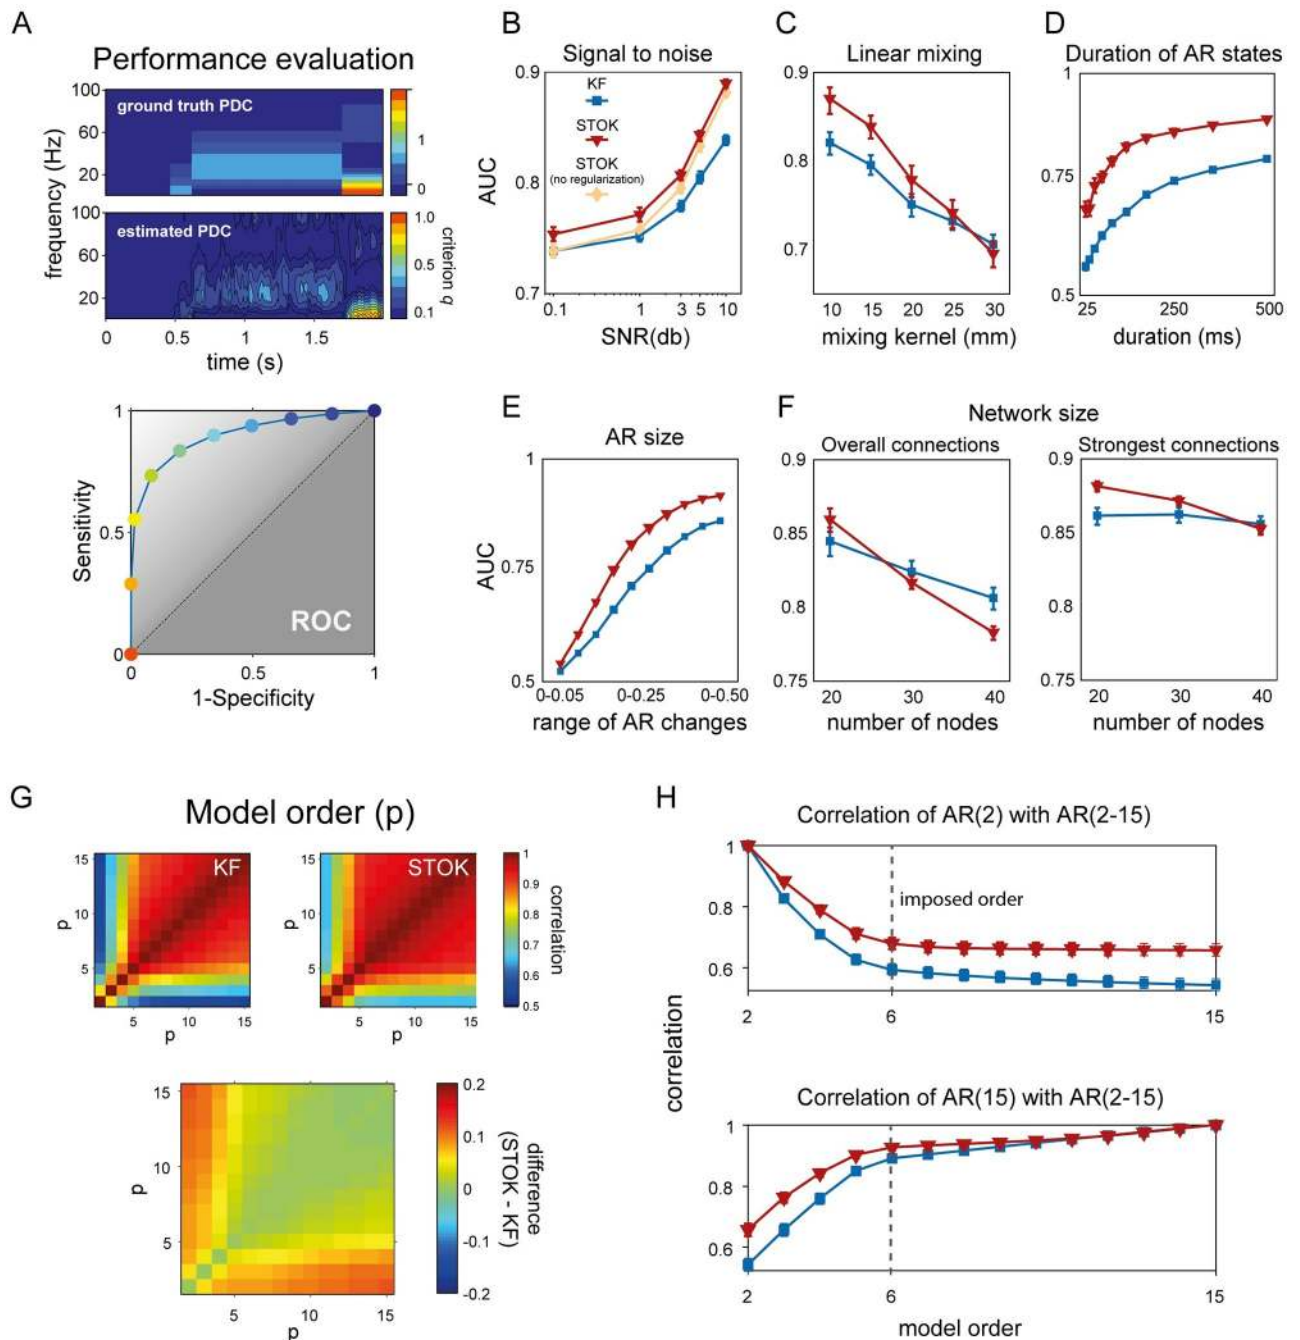 A
Performance evaluation
ground truth PDC
100
60
20
frequency (Hz)
1
0
estimated PDC
100
60
20
1.0
0.5
0.1
criterion q
0
0.5
1
1.5
time (s)
1
0.5
0
Sensitivity
ROC
0
0.5
1
1-Specificity
B
Signal to noise
0.9
0.8
0.7
AUC
KF
STOK
STOK
(no regularization)
0.1
1
3
5
10
SNR(db)
C
Linear mixing
0.9
0.8
0.7
10
15
20
25
30
mixing kernel (mm)
D
Duration of AR states
1
0.75
0.5
25
250
500
duration (ms)
E
AR size
1
0.75
0.5
AUC
0-0.05
0-0.25
0-0.50
range of AR changes
F
Network size
Overall connections
0.9
0.85
0.8
0.75
20
30
40
number of nodes
Strongest connections
0.9
0.85
0.8
0.75
20
30
40
number of nodes
G
Model order (p)
KF
15
10
5
p
5
10
15
p
STOK
15
10
5
p
5
10
15
p
1
0.9
0.8
0.7
0.6
0.5
correlation
15
10
5
p
5
10
15
p
0.2
0.1
0
-0.1
-0.2
difference
(STOK - KF)
H
Correlation of AR(2) with AR(2-15)
1
0.8
0.6
imposed order
2
6
15
correlation
Correlation of AR(15) with AR(2-15)
1
0.8
0.6
2
6
15
model order